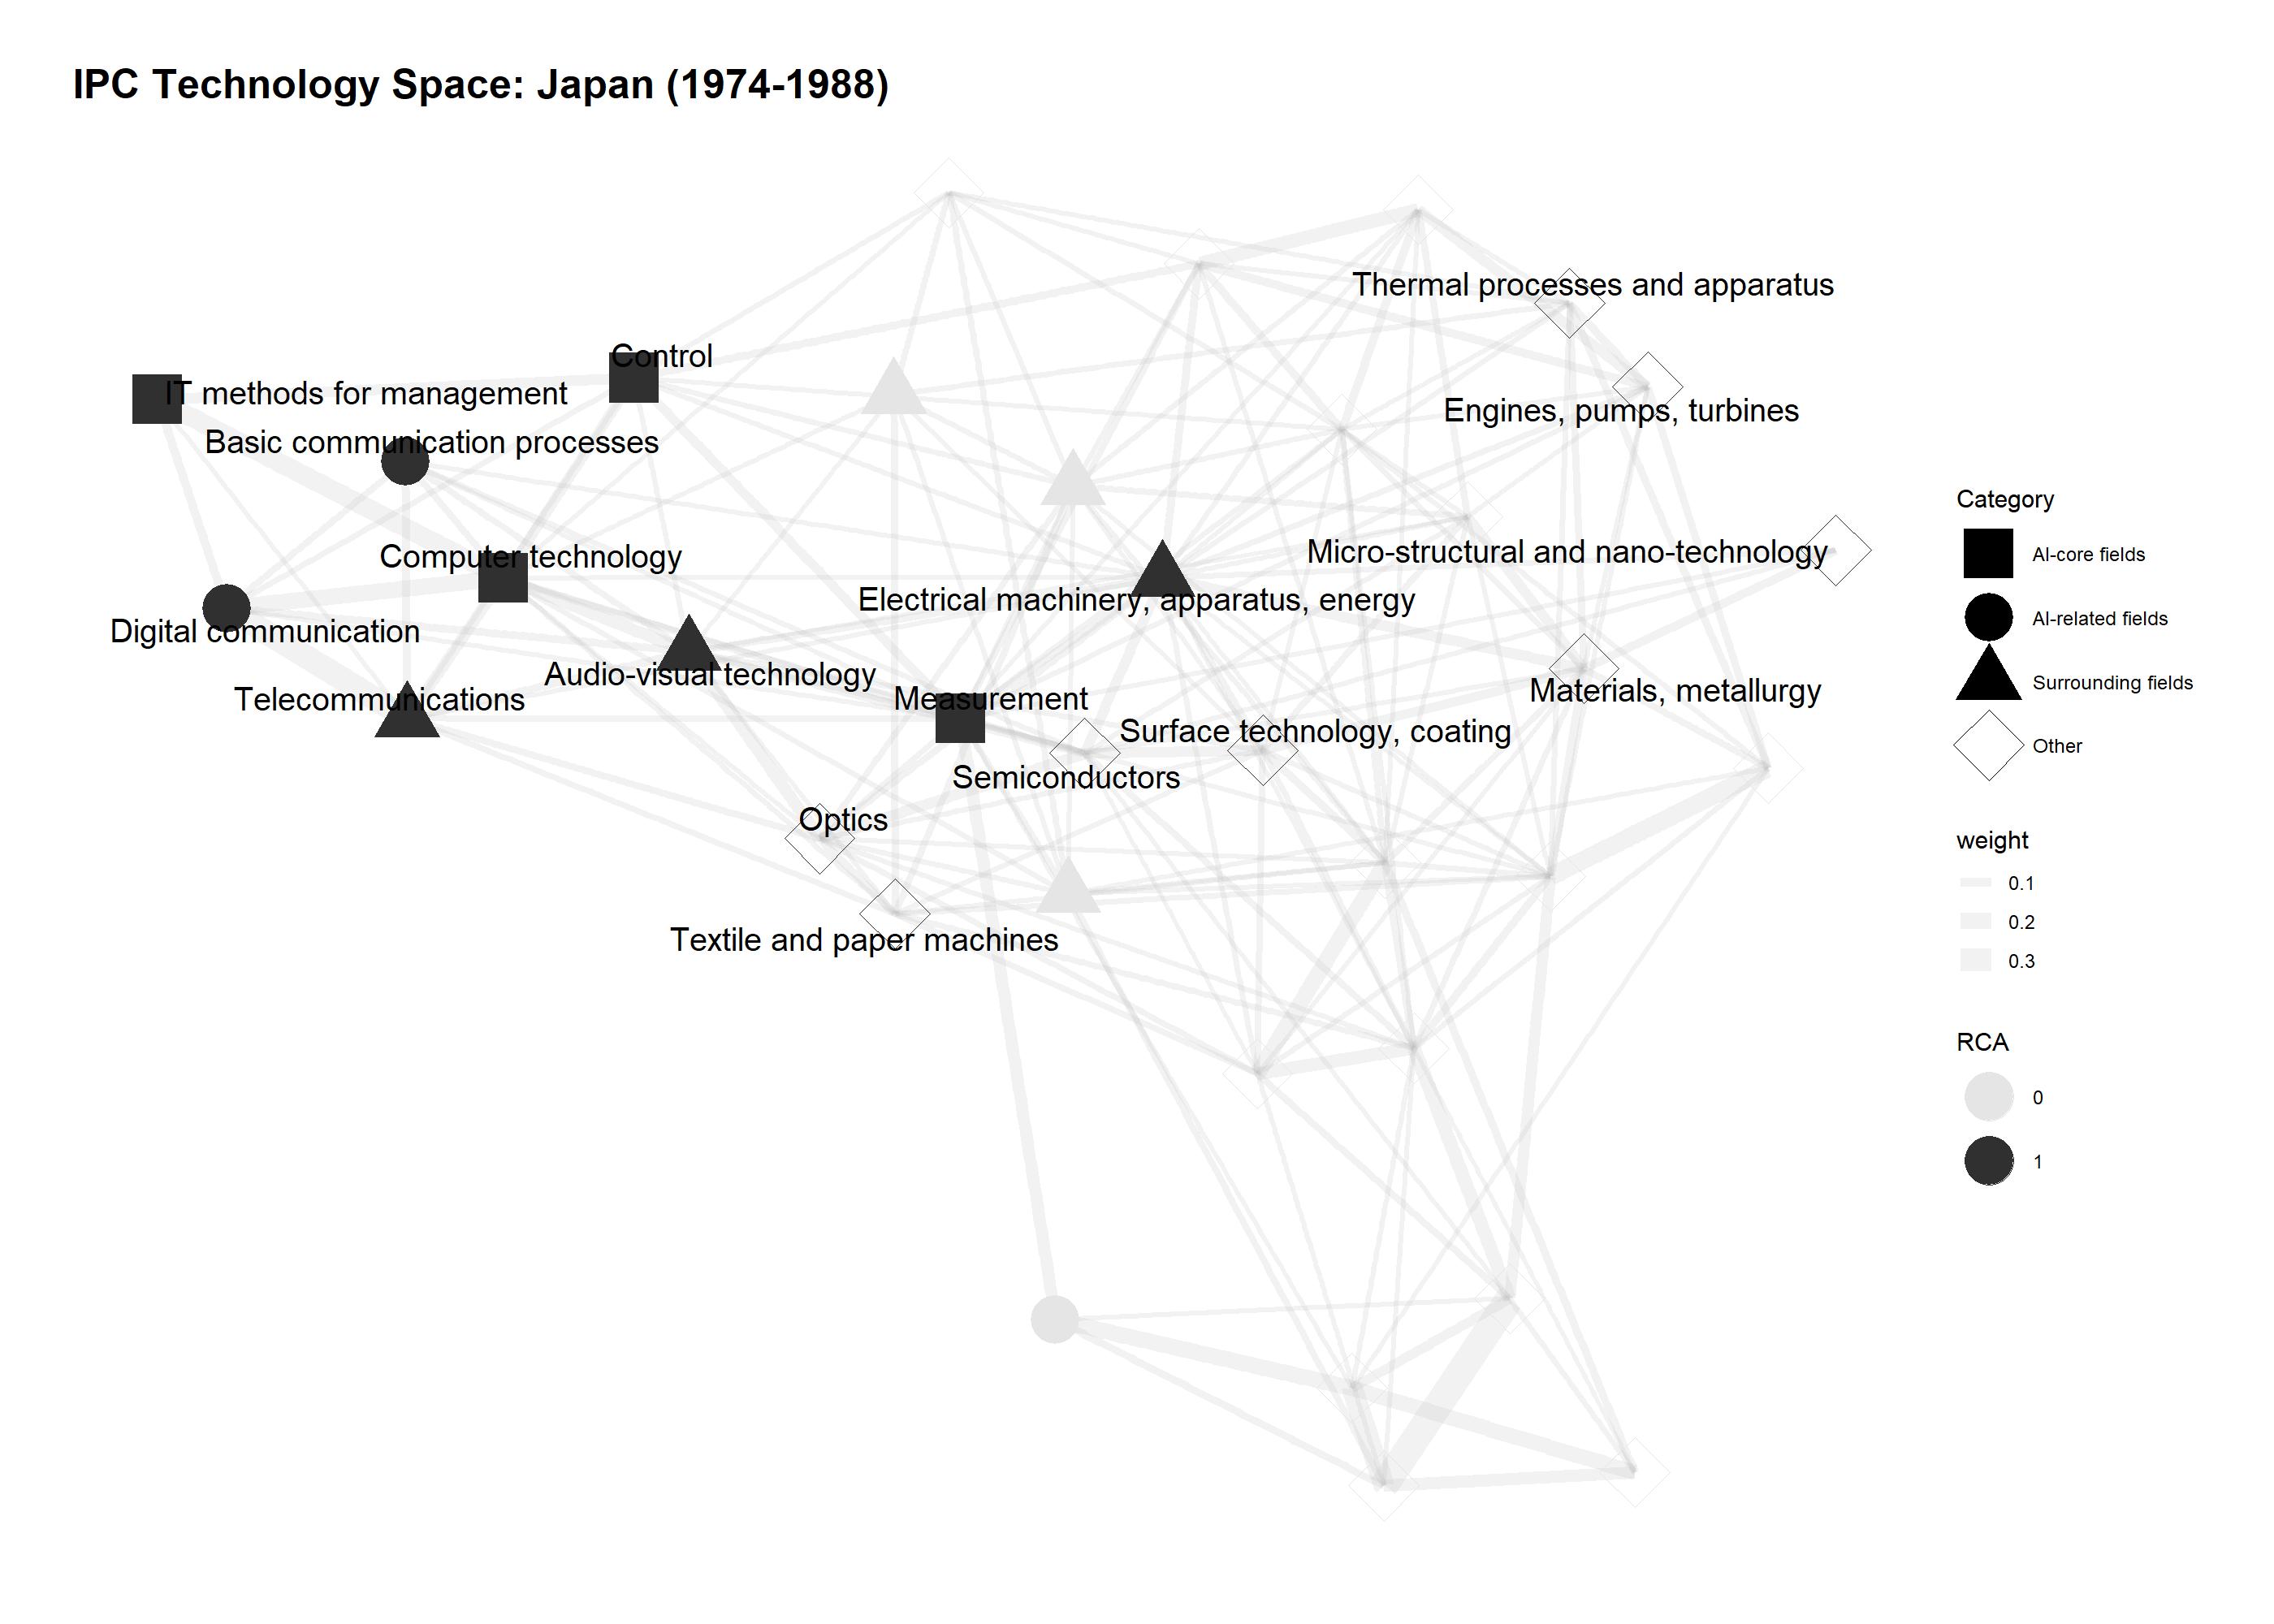 IPC Technology Space: Japan (1974-1988)
Thermal processes and apparatus
Control
IT methods for management
Engines, pumps, turbines
Basic communication processes
Computer technology
Micro-structural and nano-technology
Electrical machinery, apparatus, energy
Digital communication
Audio-visual technology
Telecommunications
Measurement
Materials, metallurgy
Surface technology, coating
Semiconductors
Optics
Textile and paper machines
Category
AI-core fields
AI-related fields
Surrounding fields
Other
weight
0.1
0.2
0.3
RCA
0
1